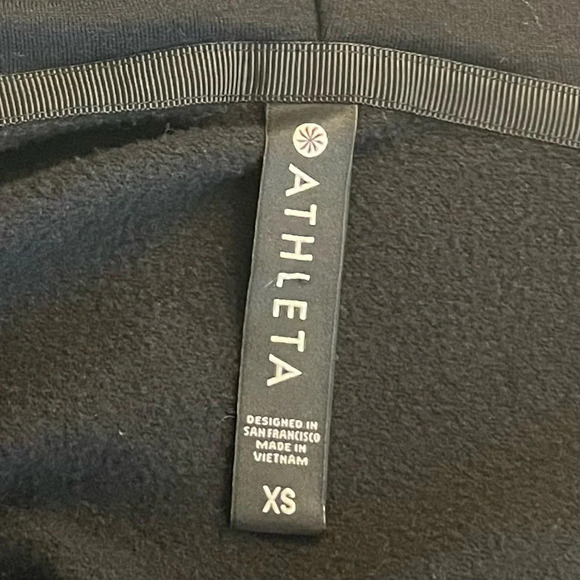 ATHLETA
DESIGNED IN
SAN FRANCISCO
MADE IN
VIETNAM
XS